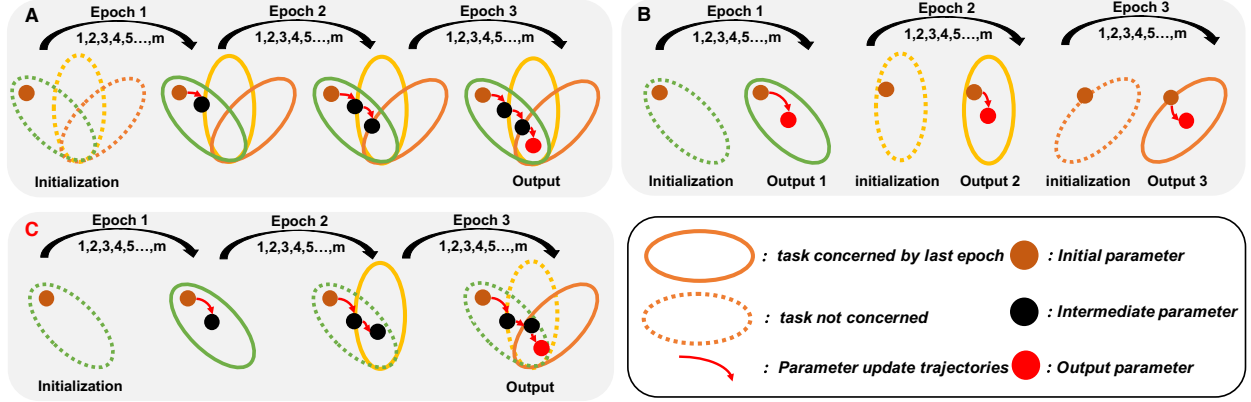 A
Epoch 1
Epoch 2
Epoch 3
1,2,3,4,5…,m
1,2,3,4,5…,m
1,2,3,4,5…,m
Initialization
Output
B
Epoch 1
Epoch 2
Epoch 3
1,2,3,4,5…,m
1,2,3,4,5…,m
1,2,3,4,5…,m
Initialization
Output 1
initialization
Output 2
initialization
Output 3
C
Epoch 1
Epoch 2
Epoch 3
1,2,3,4,5…,m
1,2,3,4,5…,m
1,2,3,4,5…,m
Initialization
Output
: task concerned by last epoch
: Initial parameter
: task not concerned
: Intermediate parameter
: Parameter update trajectories
: Output parameter